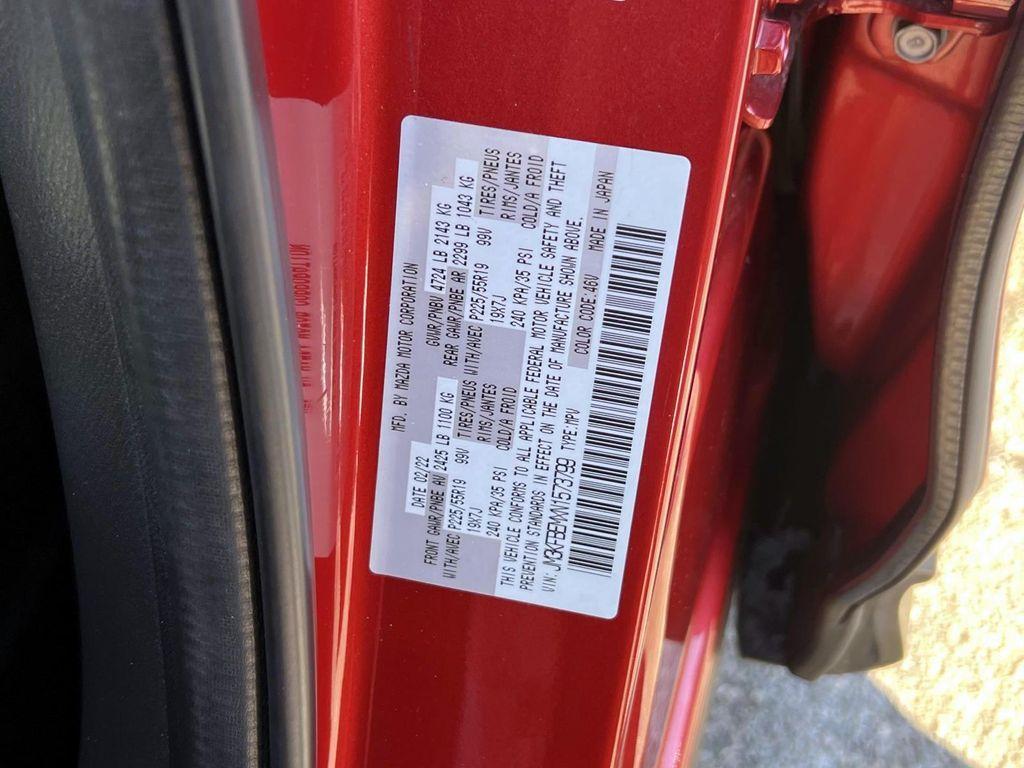 MFD. BY MAZDA MOTOR CORPORATION
DATE 02/22 GVWR/PNBV 4724 LB 2143 KG
FRONT GAWR/PNBE AV 2425 LB 1100 KG REAR GAWR/PNBE AR 2299 LB 1043 KG
WITH/AVEC P225/55R19 99V TIRES/PNEUS WITH/AVEC P225/55R19 99V TIRES/PNEUS
19X7J RIMS/JANTES 19X7J RIMS/JANTES
240 KPA/35 PSI COLD/A FROID 240 KPA/35 PSI COLD/A FROID
THIS VEHICLE CONFORMS TO ALL APPLICABLE FEDERAL MOTOR VEHICLE SAFETY AND THEFT
PREVENTION STANDARDS IN EFFECT ON THE DATE OF MANUFACTURE SHOWN ABOVE.
VIN: JM3KFBEMXN1573799 TYPE:MPV COLOR CODE:46V MADE IN JAPAN